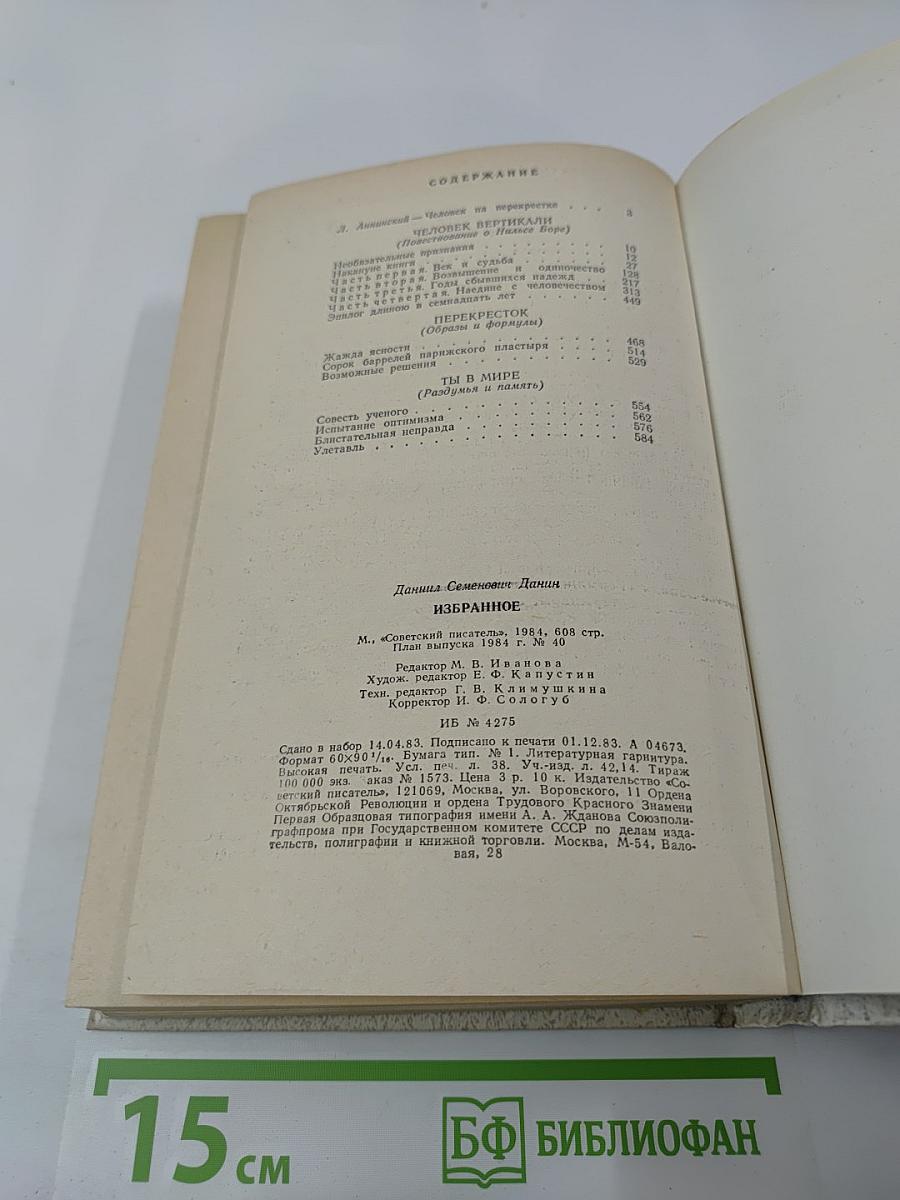 СОДЕРЖАНИЕ
Л. Аннинский — Человек на перекрестке . . . 3
ЧЕЛОВЕК ВЕРТИКАЛИ
(Повествование о Нильсе Боре)
Необязательные признания . . . . . . . . 10
Накануне книги . . . . . . . . . . . 12
Часть первая. Век и судьба . . . . . . . 27
Часть вторая. Возвышение и одиночество 128
Часть третья. Годы сбывшихся надежд . . 217
Часть четвертая. Наедине с человечеством 313
Эпилог длиною в семнадцать лет . . . . . . 449
ПЕРЕКРЕСТОК
(Образы и формулы)
Жажда ясности . . . . . . . . . . . . 468
Сорок баррелей парижского пластыря . . . . 514
Возможные решения . . . . . . . . . . 529
ТЫ В МИРЕ
(Раздумья и память)
Совесть ученого . . . . . . . . . . . . 554
Испытание оптимизма . . . . . . . . . . 562
Блистательная неправда . . . . . . . . . 576
Улетавль . . . . . . . . . . . . . . 584
Даниил Семенович Данин
ИЗБРАННОЕ
М., «Советский писатель», 1984, 608 стр.
План выпуска 1984 г. № 40
Редактор М. В. Иванова
Худож. редактор Е. Ф. Капустин
Техн. редактор Г. В. Климушкина
Корректор И. Ф. Сологуб
ИБ № 4275
Сдано в набор 14.04.83. Подписано к печати 01.12.83. А 04673.
Формат 60×90 1/16. Бумага тип. № 1. Литературная гарнитура.
Высокая печать. Усл. печ. л. 38. Уч.-изд. л. 42,14. Тираж
100 000 экз. аказ № 1573. Цена 3 р. 10 к. Издательство «Со-
ветский писатель», 121069, Москва, ул. Воровского, 11 Ордена
Октябрьской Революции и ордена Трудового Красного Знамени
Первая Образцовая типография имени А. А. Жданова Союзполи-
графпрома при Государственном комитете СССР по делам изда-
тельств, полиграфии и книжной торговли. Москва, М-54, Вало-
вая, 28
15 см
БФ БИБЛИОФАН